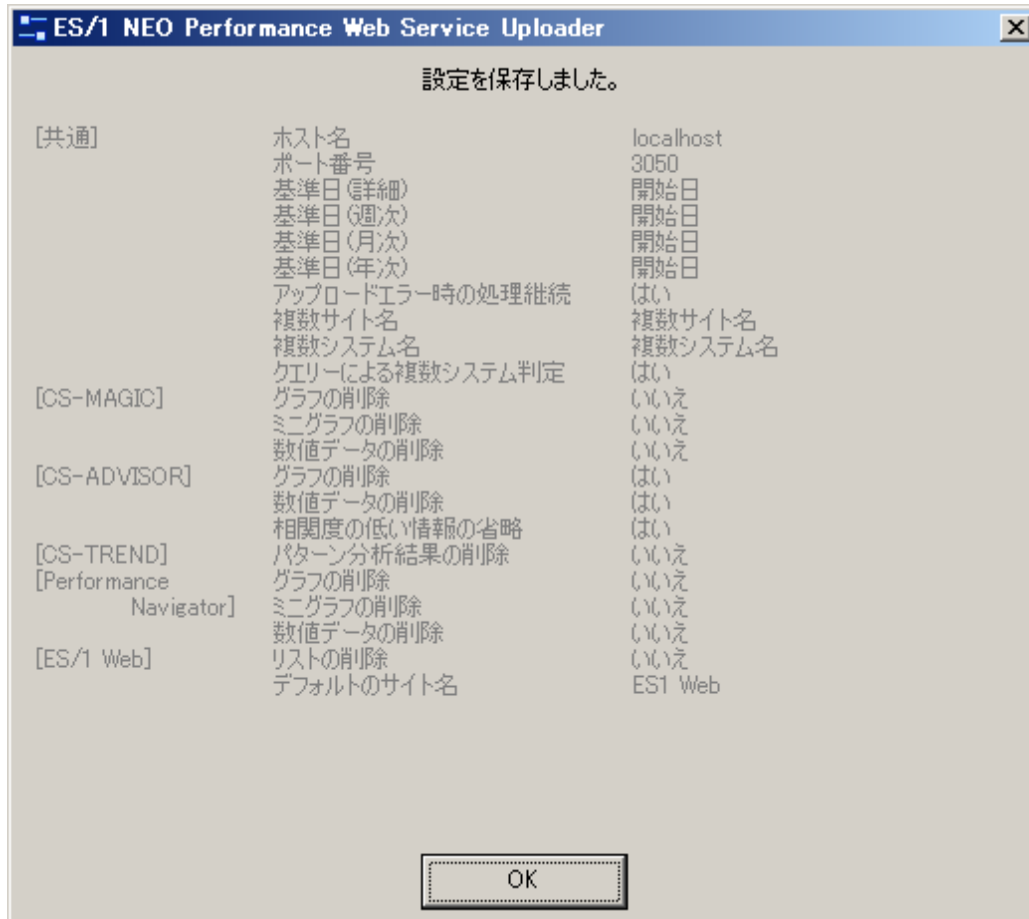 ES/1 NEO Performance Web Service Uploader
設定を保存しました。
[共通] ホスト名 localhost
ポート番号 3050
基準日(詳細) 開始日
基準日(週次) 開始日
基準日(月次) 開始日
基準日(年次) 開始日
アップロードエラー時の処理継続 はい
複数サイト名 複数サイト名
複数システム名 複数システム名
クエリーによる複数システム判定 はい
[CS-MAGIC] グラフの削除 いいえ
ミニグラフの削除 いいえ
数値データの削除 いいえ
[CS-ADVISOR] グラフの削除 はい
数値データの削除 はい
相関度の低い情報の省略 はい
[CS-TREND] パターン分析結果の削除 いいえ
[Performance グラフの削除 いいえ
Navigator] ミニグラフの削除 いいえ
数値データの削除 いいえ
[ES/1 Web] リストの削除 いいえ
デフォルトのサイト名 ES1 Web
OK